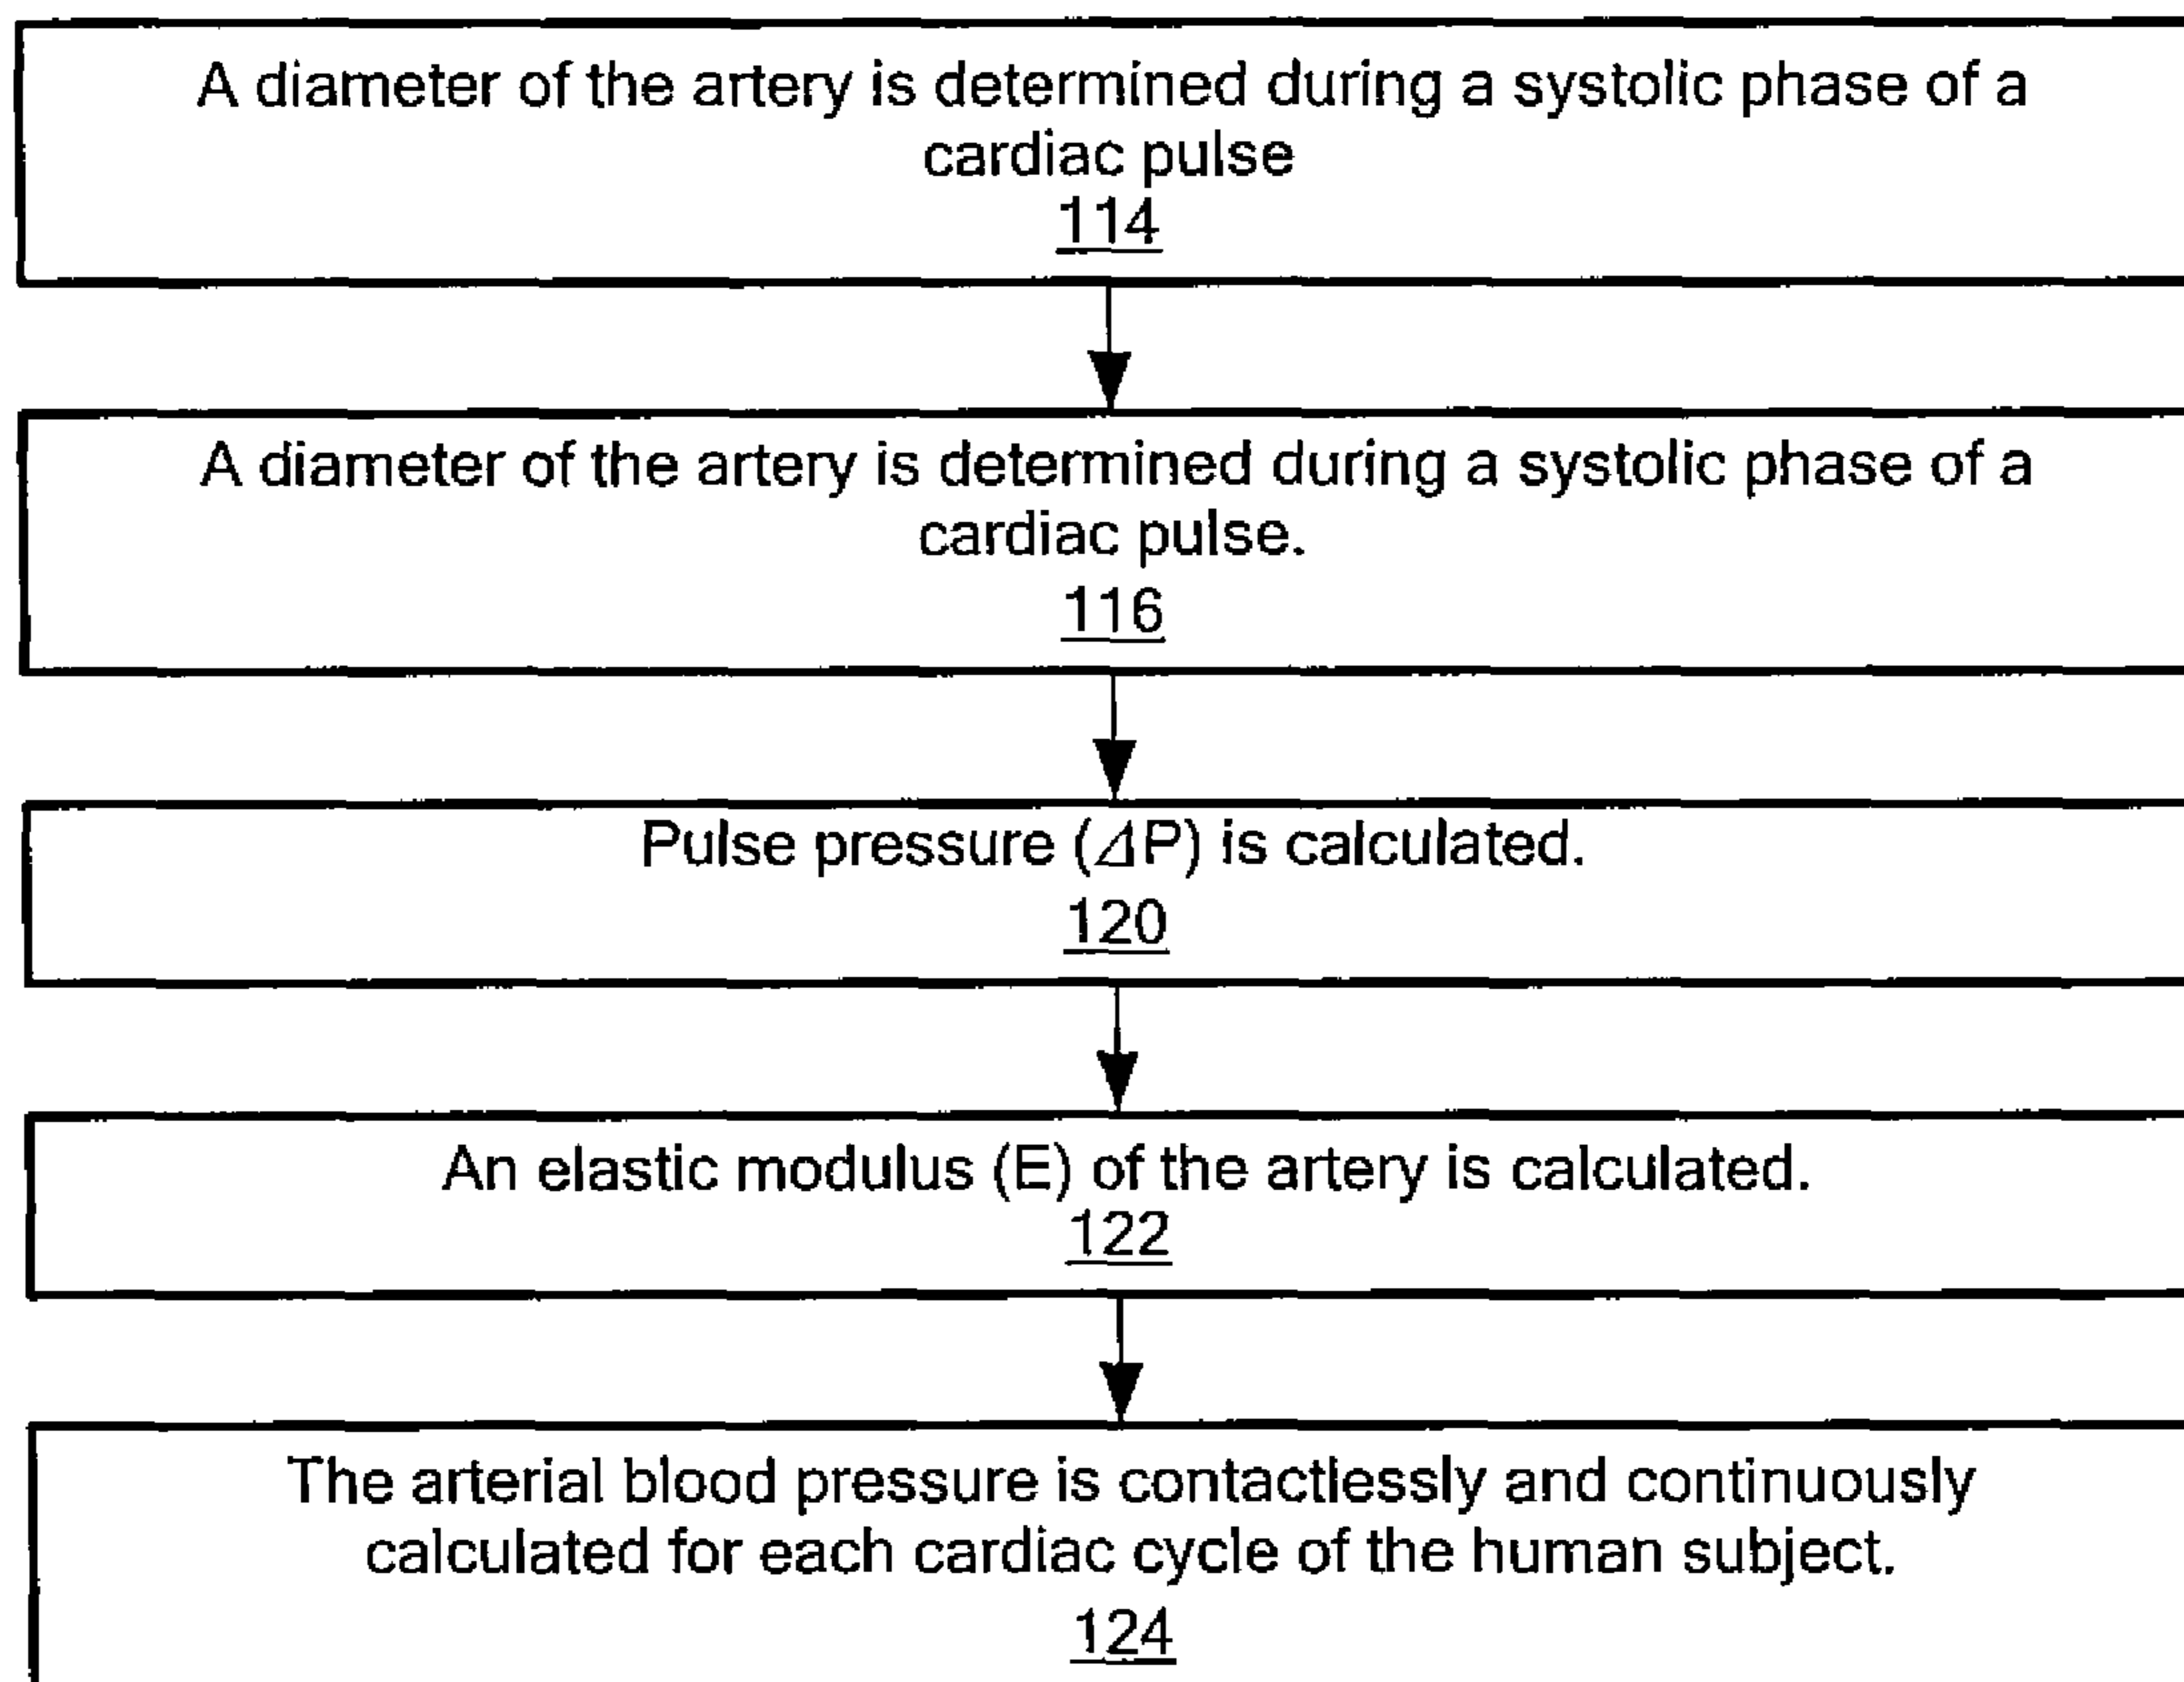 A diameter of the artery is determined during a systolic phase of a
cardiac pulse
114
A diameter of the artery is determined during a systolic phase of a
cardiac pulse.
116
Pulse pressure (ΔP) is calculated.
120
An elastic modulus (E) of the artery is calculated.
122
The arterial blood pressure is contactlessly and continuously
calculated for each cardiac cycle of the human subject.
124